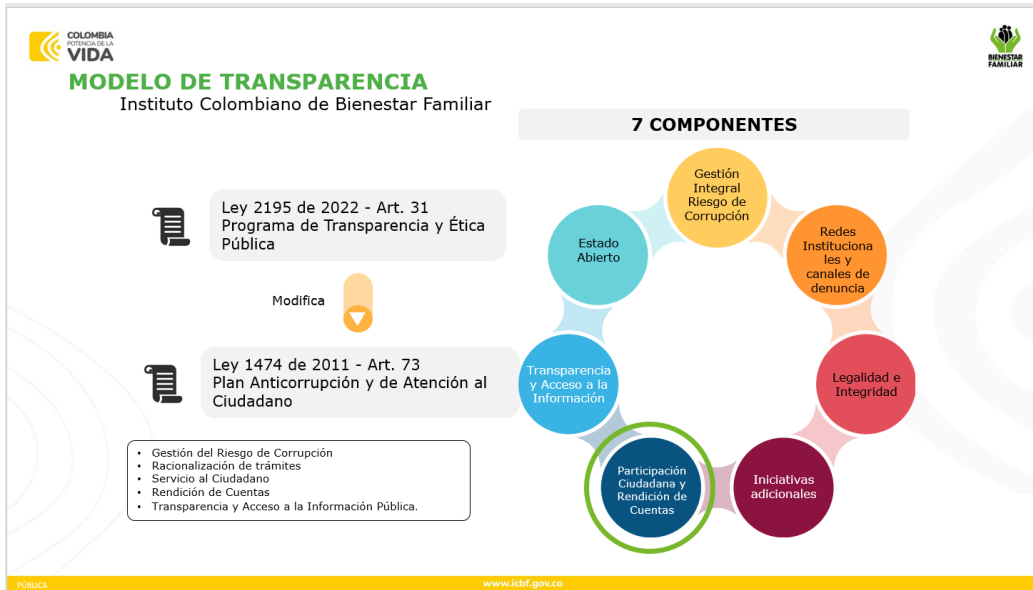 COLOMBIA
POTENCIA DE LA
VIDA
BIENESTAR
FAMILIAR
MODELO DE TRANSPARENCIA
Instituto Colombiano de Bienestar Familiar
Ley 2195 de 2022 - Art. 31
Programa de Transparencia y Ética
Pública
Modifica
Ley 1474 de 2011 - Art. 73
Plan Anticorrupción y de Atención al
Ciudadano
• Gestión del Riesgo de Corrupción
• Racionalización de trámites
• Servicio al Ciudadano
• Rendición de Cuentas
• Transparencia y Acceso a la Información Pública.
7 COMPONENTES
Gestión
Integral
Riesgo de
Corrupción
Redes
Instituciona
les y
canales de
denuncia
Legalidad e
Integridad
Iniciativas
adicionales
Participación
Ciudadana y
Rendición de
Cuentas
Transparencia
y Acceso a la
Información
Estado
Abierto
PÚBLICA
www.icbf.gov.co